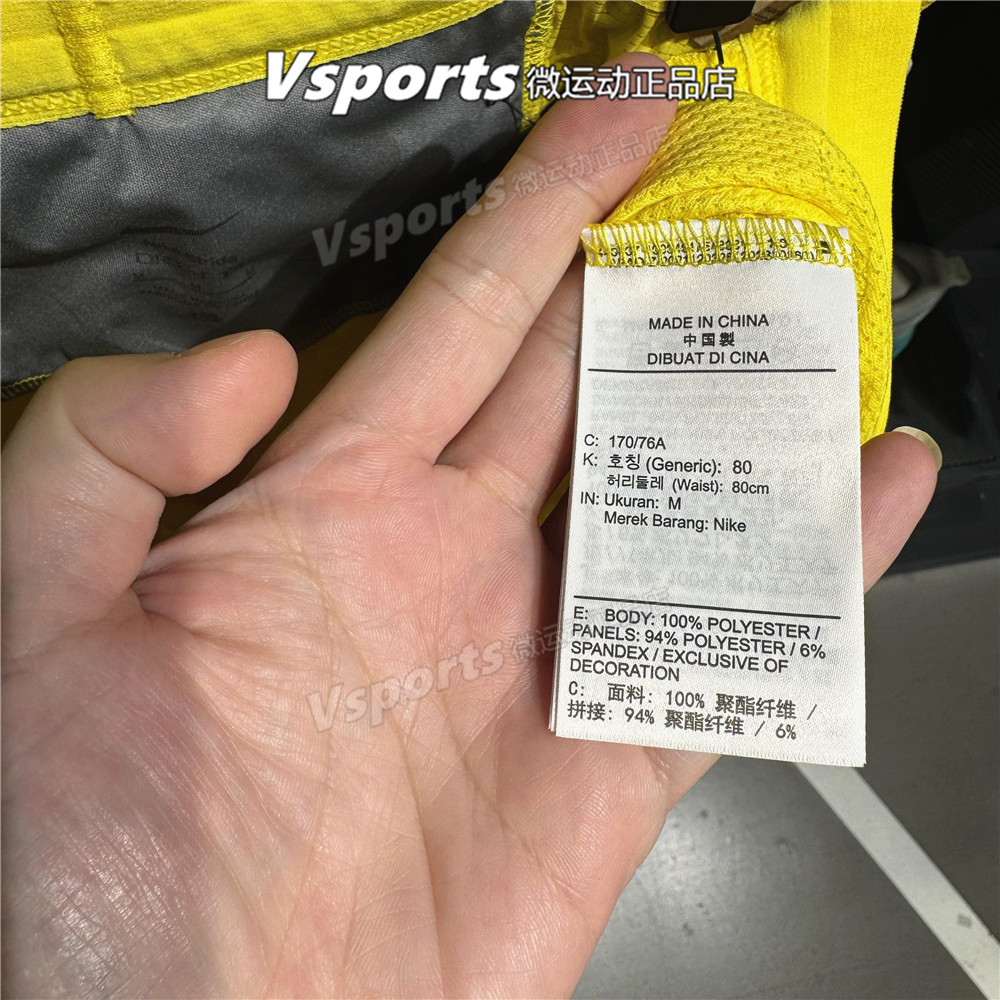 Vsports 微运动正品店
Vsports 微运动正品店
MADE IN CHINA
中国製
DIBUAT DI CINA
C: 170/76A
K: 호칭 (Generic): 80
허리둘레 (Waist): 80cm
IN: Ukuran: M
Merek Barang: Nike
E: BODY: 100% POLYESTER /
PANELS: 94% POLYESTER / 6%
SPANDEX / EXCLUSIVE OF
DECORATION
C: 面料: 100% 聚酯纤维 /
拼接: 94% 聚酯纤维 / 6%
Vsports 微运动正品店